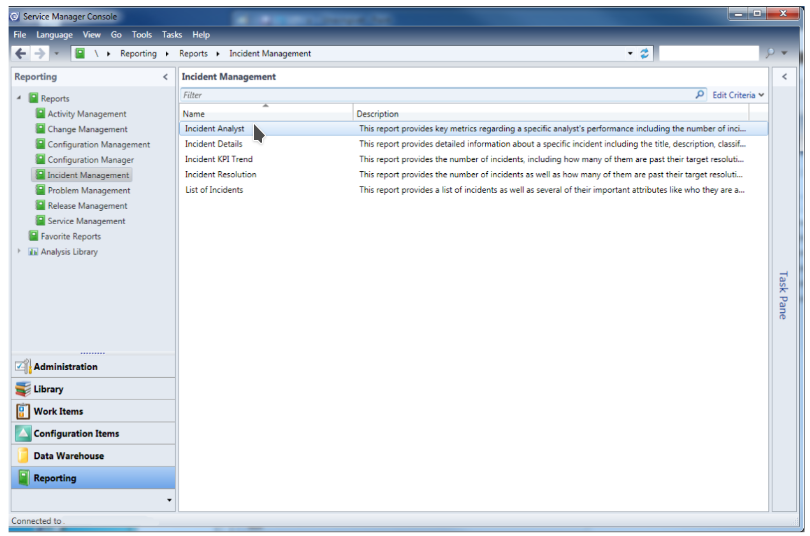 Service Manager Console
File Language View Go Tools Tasks Help
\ Reporting Reports Incident Management
Reporting
Reports
Activity Management
Change Management
Configuration Management
Configuration Manager
Incident Management
Problem Management
Release Management
Service Management
Favorite Reports
Analysis Library
Administration
Library
Work Items
Configuration Items
Data Warehouse
Reporting
Incident Management
Filter Edit Criteria
Name Description
Incident Analyst This report provides key metrics regarding a specific analyst's performance including the number of inci...
Incident Details This report provides detailed information about a specific incident including the title, description, classif...
Incident KPI Trend This report provides the number of incidents, including how many of them are past their target resoluti...
Incident Resolution This report provides the number of incidents as well as how many of them are past their target resoluti...
List of Incidents This report provides a list of incidents as well as several of their important attributes like who they are a...
Task Pane
Connected to